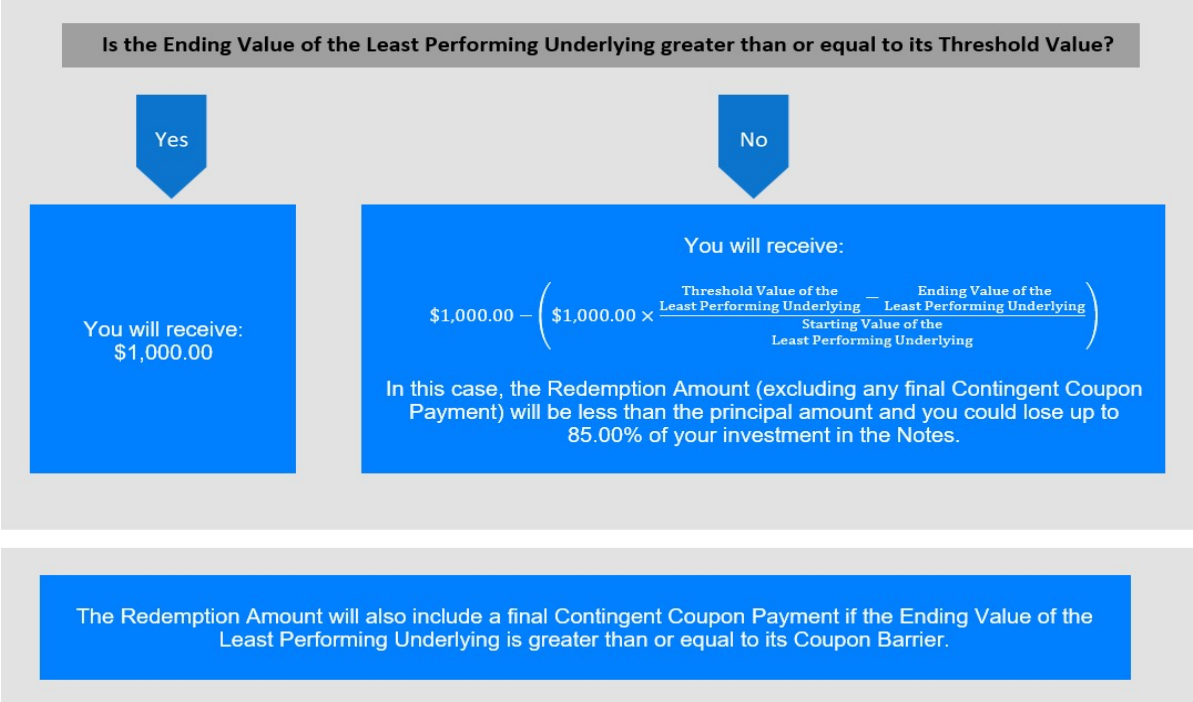 Is the Ending Value of the Least Performing Underlying greater than or equal to its Threshold Value?
Yes
No
You will receive:
$1,000.00
You will receive:
$1,000.00 − ($1,000.00 × (Threshold Value of the Least Performing Underlying − Ending Value of the Least Performing Underlying) / Starting Value of the Least Performing Underlying)
In this case, the Redemption Amount (excluding any final Contingent Coupon
Payment) will be less than the principal amount and you could lose up to
85.00% of your investment in the Notes.
The Redemption Amount will also include a final Contingent Coupon Payment if the Ending Value of the
Least Performing Underlying is greater than or equal to its Coupon Barrier.